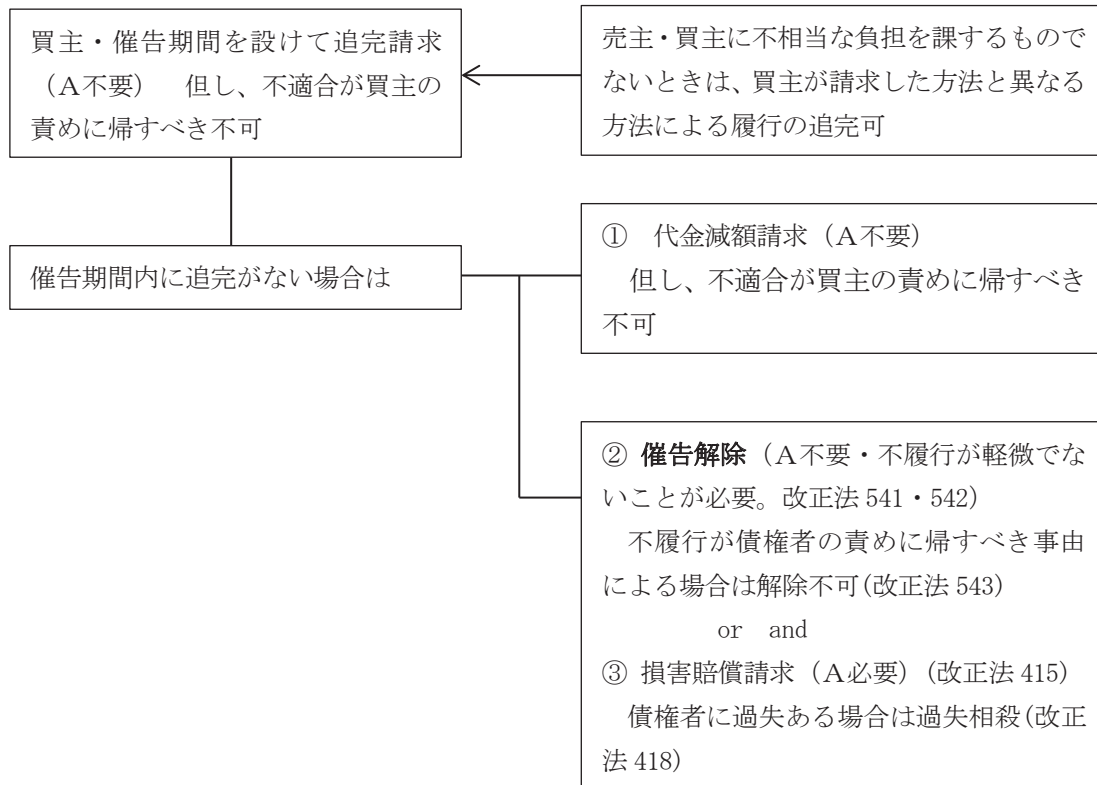 買主・催告期間を設けて追完請求
(A不要) 但し、不適合が買主の
責めに帰すべき不可
売主・買主に不相当な負担を課するもので
ないときは、買主が請求した方法と異なる
方法による履行の追完可
催告期間内に追完がない場合は
① 代金減額請求(A不要)
但し、不適合が買主の責めに帰すべき
不可
② 催告解除(A不要・不履行が軽微でな
いことが必要。改正法 541・542)
不履行が債権者の責めに帰すべき事由
による場合は解除不可(改正法 543)
or and
③ 損害賠償請求(A必要)(改正法 415)
債権者に過失ある場合は過失相殺(改正
法 418)